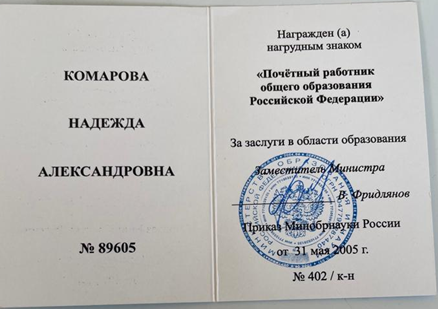 КОМАРОВА
НАДЕЖДА
АЛЕКСАНДРОВНА
№ 89605
Награжден (а)
нагрудным знаком
«Почётный работник
общего образования
Российской Федерации»
За заслуги в области образования
Заместитель Министра
В. Фридлянов
Приказ Минобрнауки России
от 31 мая 2005 г.
№ 402 / к-н